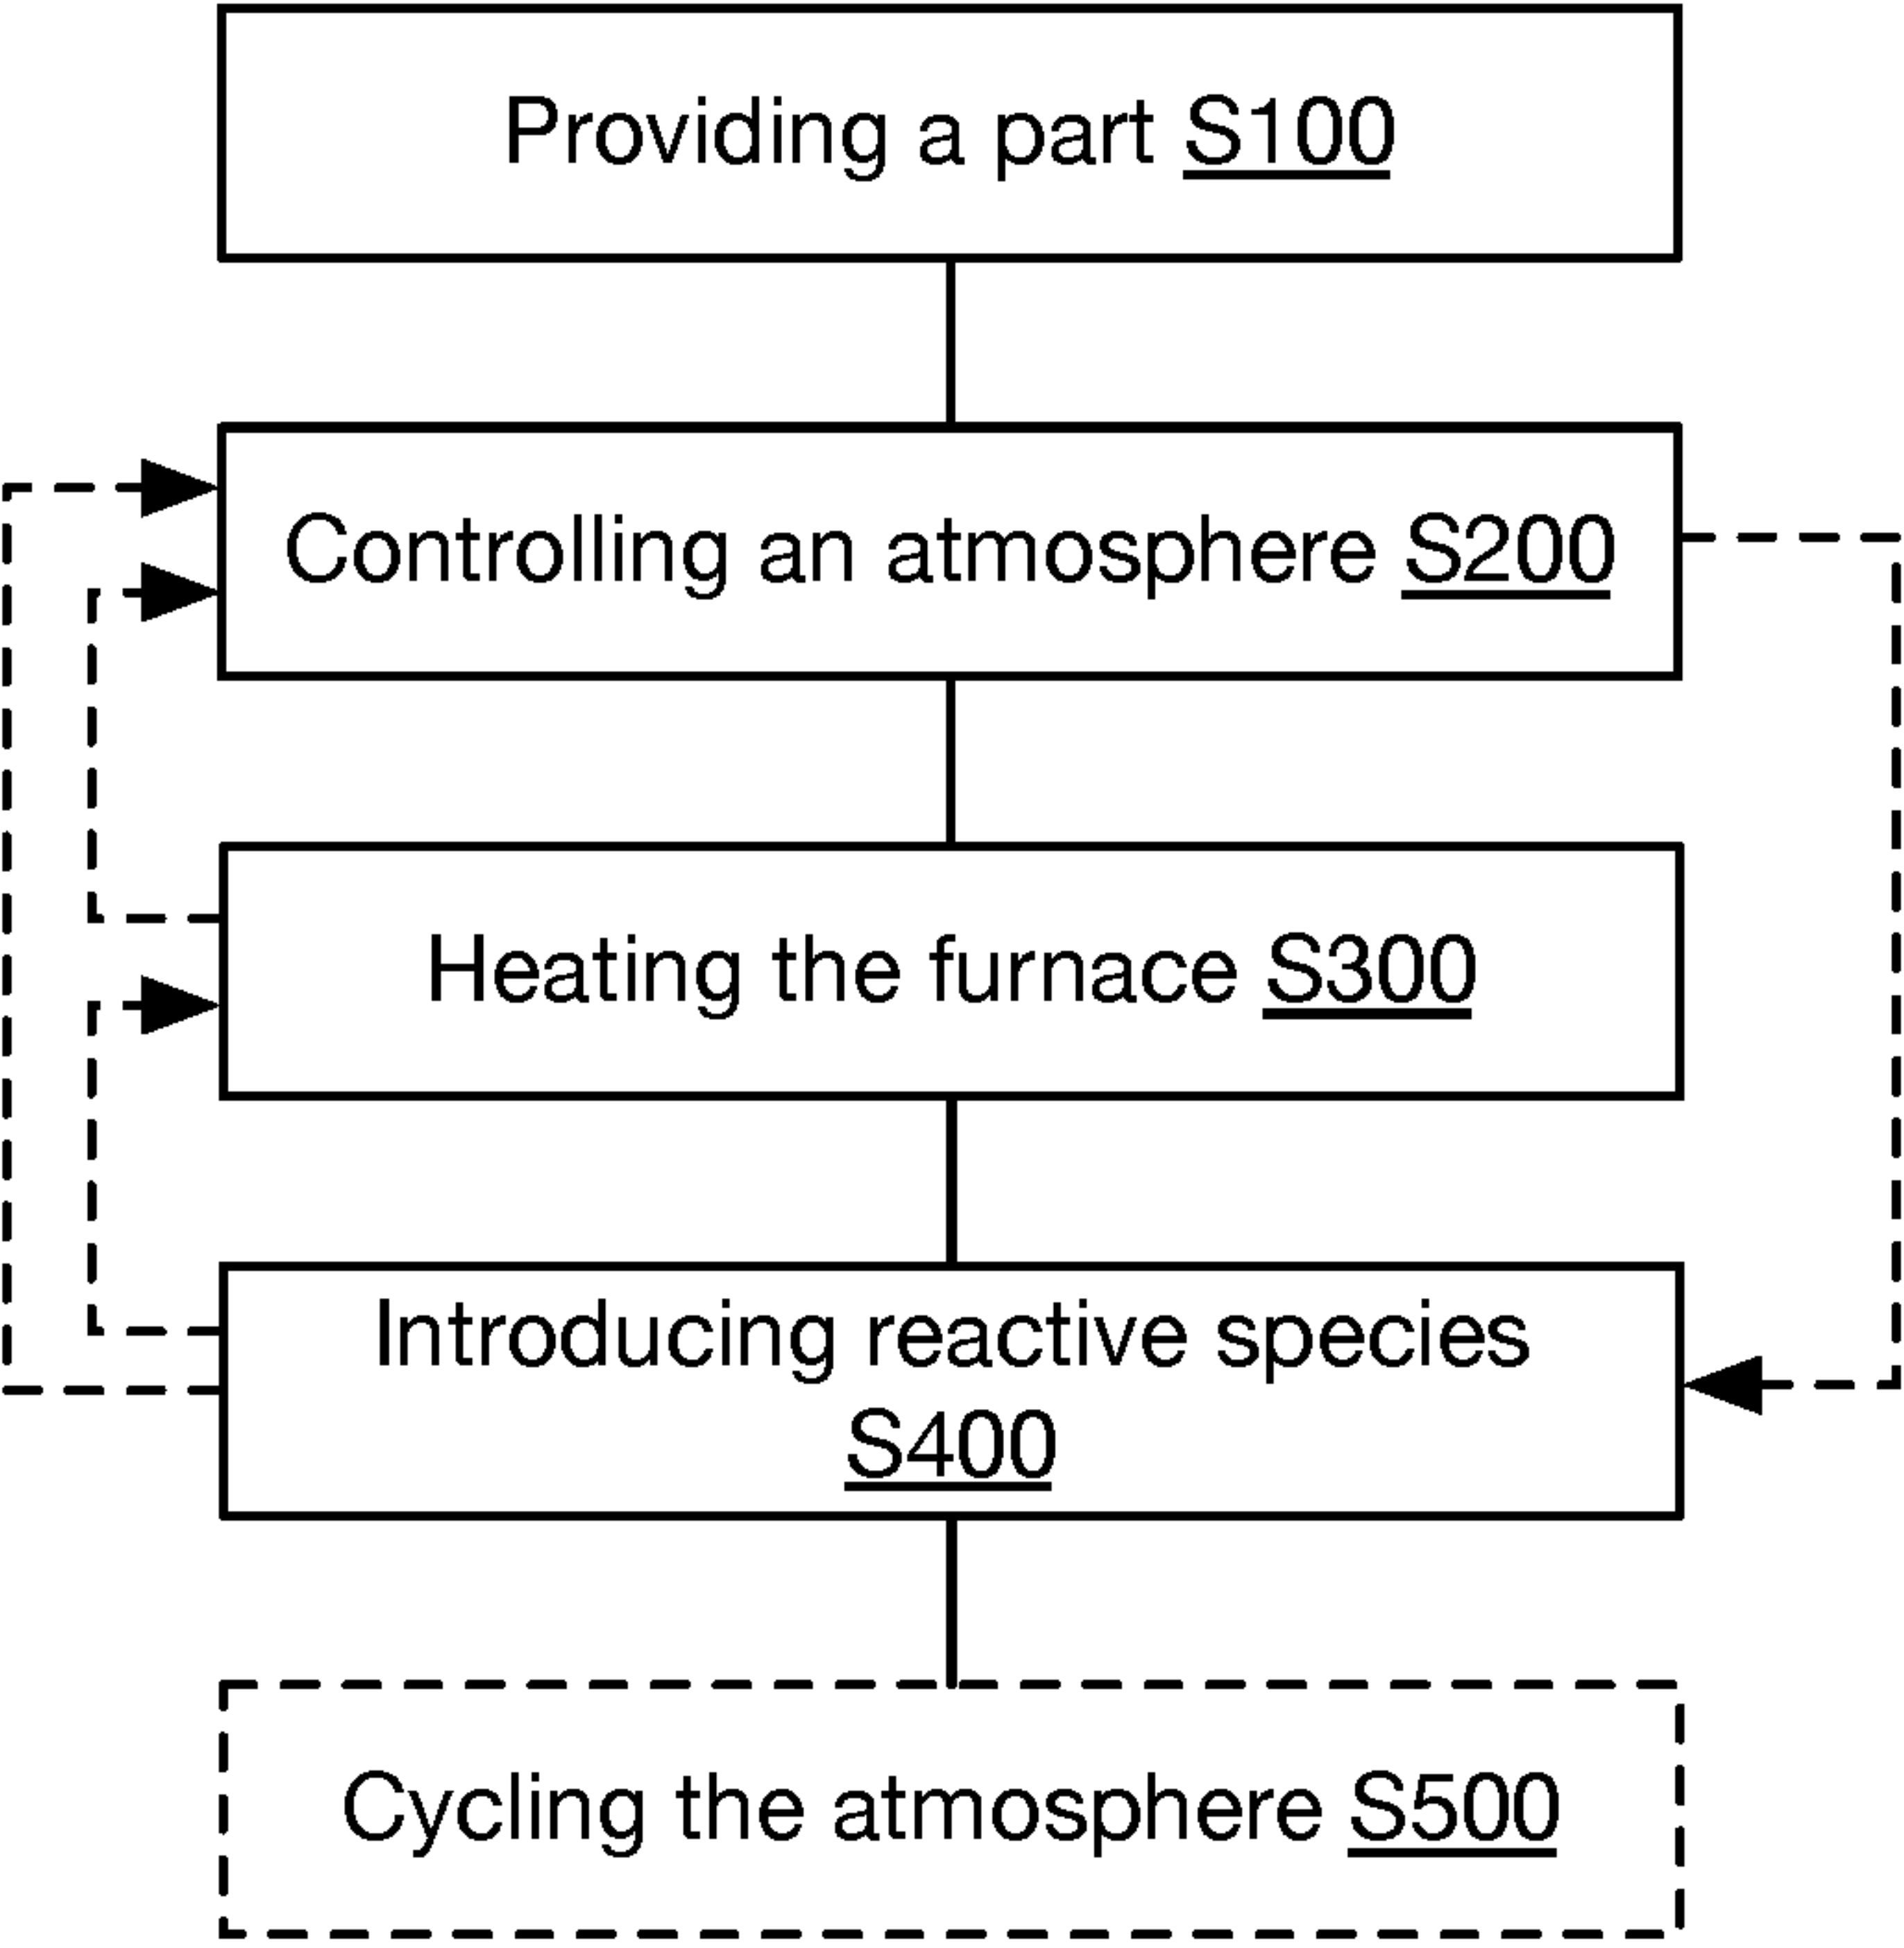 Providing a part S100
Controlling an atmosphere S200
Heating the furnace S300
Introducing reactive species
S400
Cycling the atmosphere S500